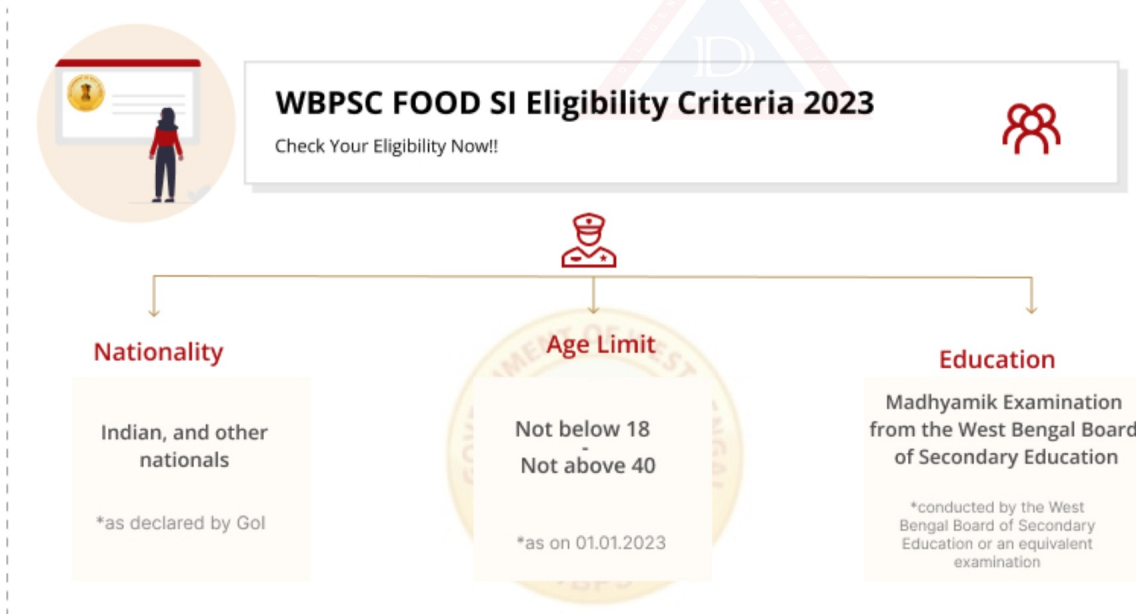 WBPSC FOOD SI Eligibility Criteria 2023
Check Your Eligibility Now!!
Nationality
Indian, and other
nationals
*as declared by GoI
Age Limit
Not below 18
-
Not above 40
*as on 01.01.2023
Education
Madhyamik Examination
from the West Bengal Board
of Secondary Education
*conducted by the West
Bengal Board of Secondary
Education or an equivalent
examination